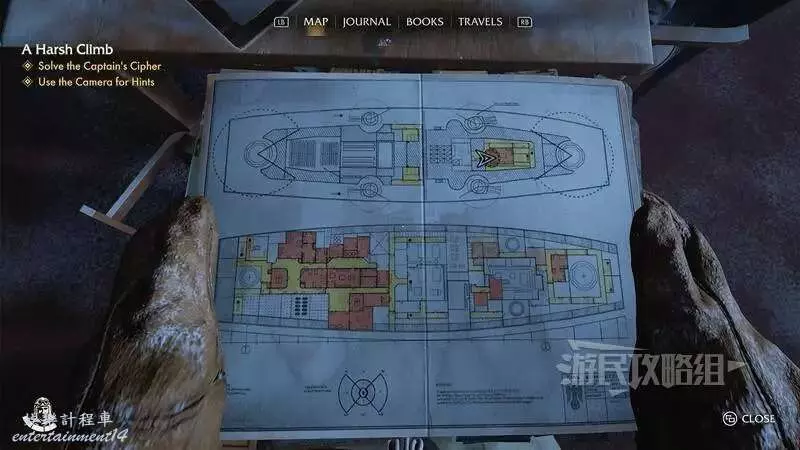 LB MAP JOURNAL BOOKS TRAVELS RB
A Harsh Climb
Solve the Captain's Cipher
Use the Camera for Hints
游民攻略组
計程車
entertainment14
CLOSE